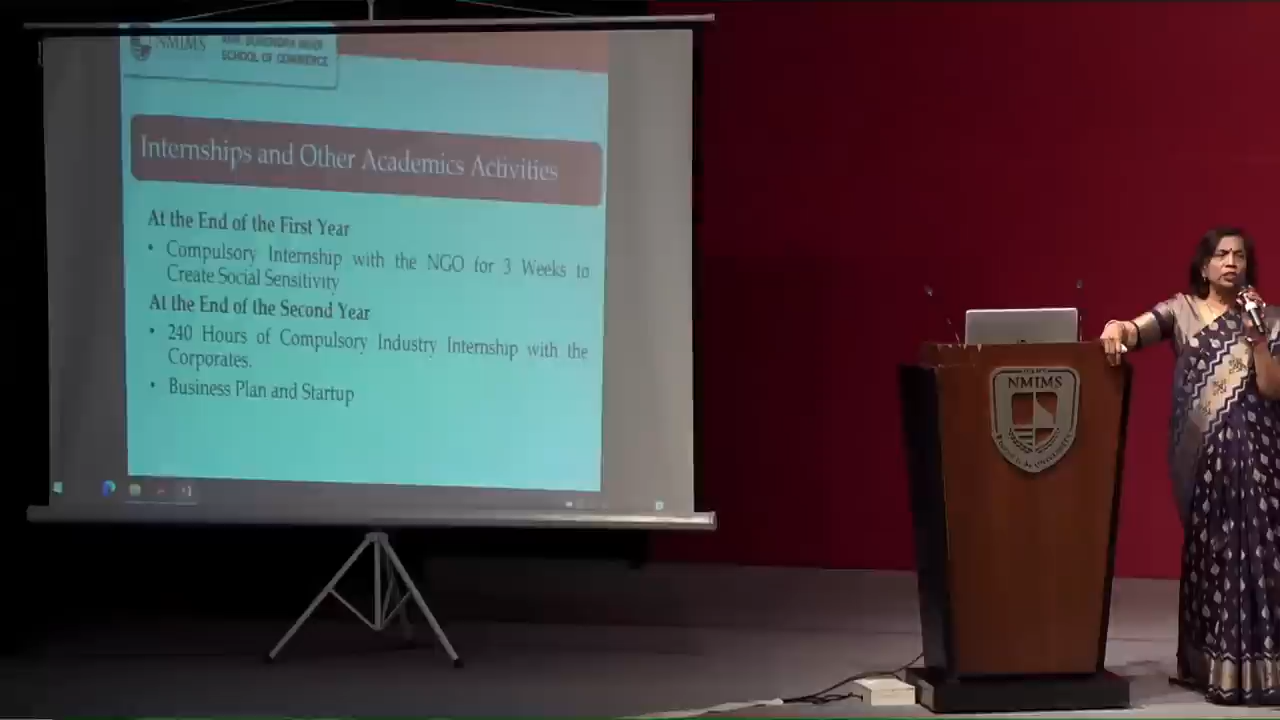 NMIMS
SCHOOL OF COMMERCE
Internships and Other Academics Activities
At the End of the First Year
• Compulsory Internship with the NGO for 3 Weeks to
Create Social Sensitivity
At the End of the Second Year
• 240 Hours of Compulsory Industry Internship with the
Corporates.
• Business Plan and Startup
NMIMS